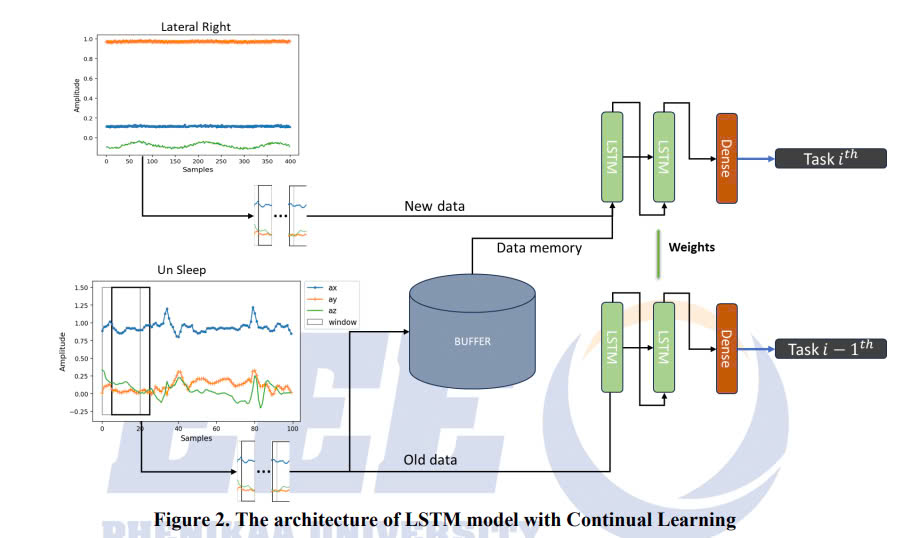 Lateral Right
1.0
0.8
0.6
0.4
0.2
0.0
Amplitude
0 50 100 150 200 250 300 350 400
Samples
New data
Data memory
BUFFER
LSTM
LSTM
Dense
Task iᵗʰ
Weights
Un Sleep
1.50
1.25
1.00
0.75
0.50
0.25
0.00
−0.25
Amplitude
0 20 40 60 80 100
Samples
ax
ay
az
window
Old data
LSTM
LSTM
Dense
Task i − 1ᵗʰ
Figure 2. The architecture of LSTM model with Continual Learning
EEE
PHENIKAA UNIVERSITY